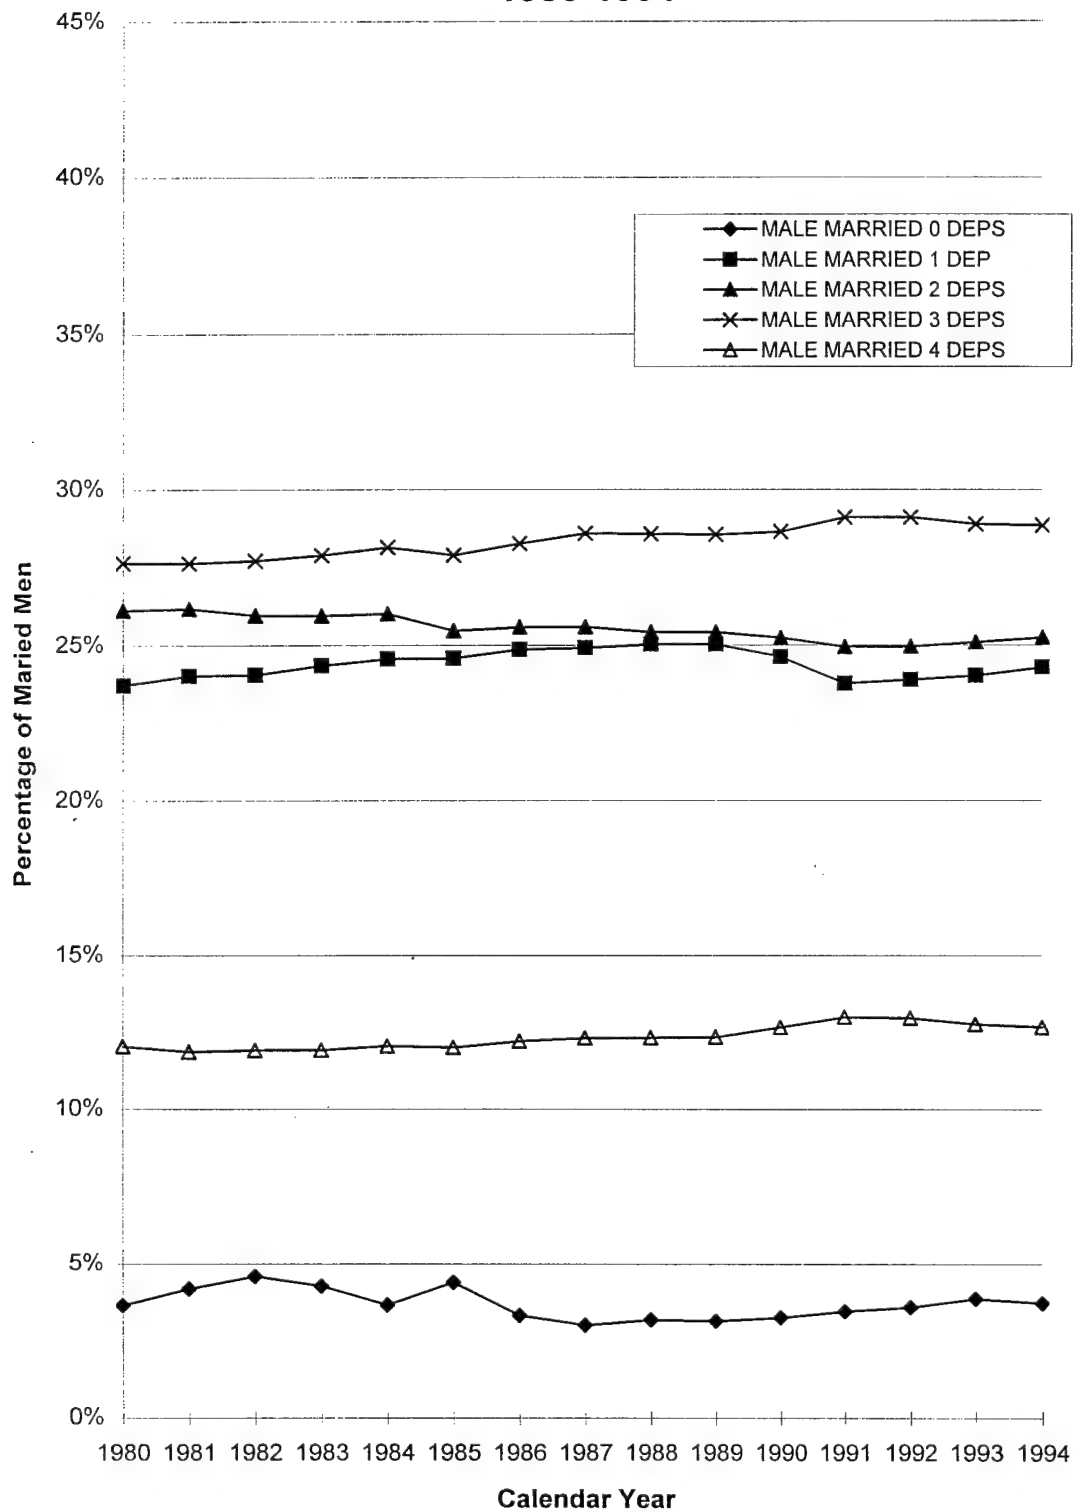 45%
40%
MALE MARRIED 0 DEPS
MALE MARRIED 1 DEP
MALE MARRIED 2 DEPS
MALE MARRIED 3 DEPS
MALE MARRIED 4 DEPS
35%
30%
25%
20%
15%
10%
5%
0%
Percentage of Maried Men
1980 1981 1982 1983 1984 1985 1986 1987 1988 1989 1990 1991 1992 1993 1994
Calendar Year